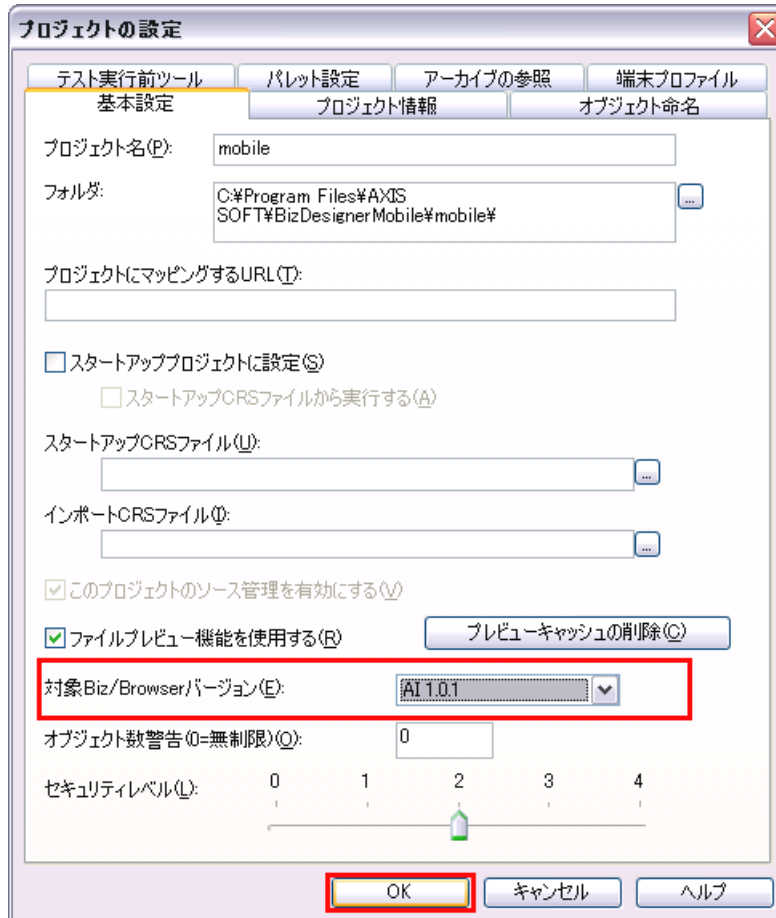 プロジェクトの設定
テスト実行前ツール パレット設定 アーカイブの参照 端末プロファイル
基本設定 プロジェクト情報 オブジェクト命名
プロジェクト名(P): mobile
フォルダ: C:¥Program Files¥AXIS
SOFT¥BizDesignerMobile¥mobile¥
...
プロジェクトにマッピングするURL(T):
スタートアッププロジェクトに設定(S)
スタートアップCRSファイルから実行する(A)
スタートアップCRSファイル(U):
...
インポートCRSファイル(I):
...
このプロジェクトのソース管理を有効にする(V)
ファイルプレビュー機能を使用する(R) プレビューキャッシュの削除(C)
対象Biz/Browserバージョン(E): AI 1.0.1
オブジェクト数警告(0=無制限)(O): 0
セキュリティレベル(L): 0 1 2 3 4
OK キャンセル ヘルプ